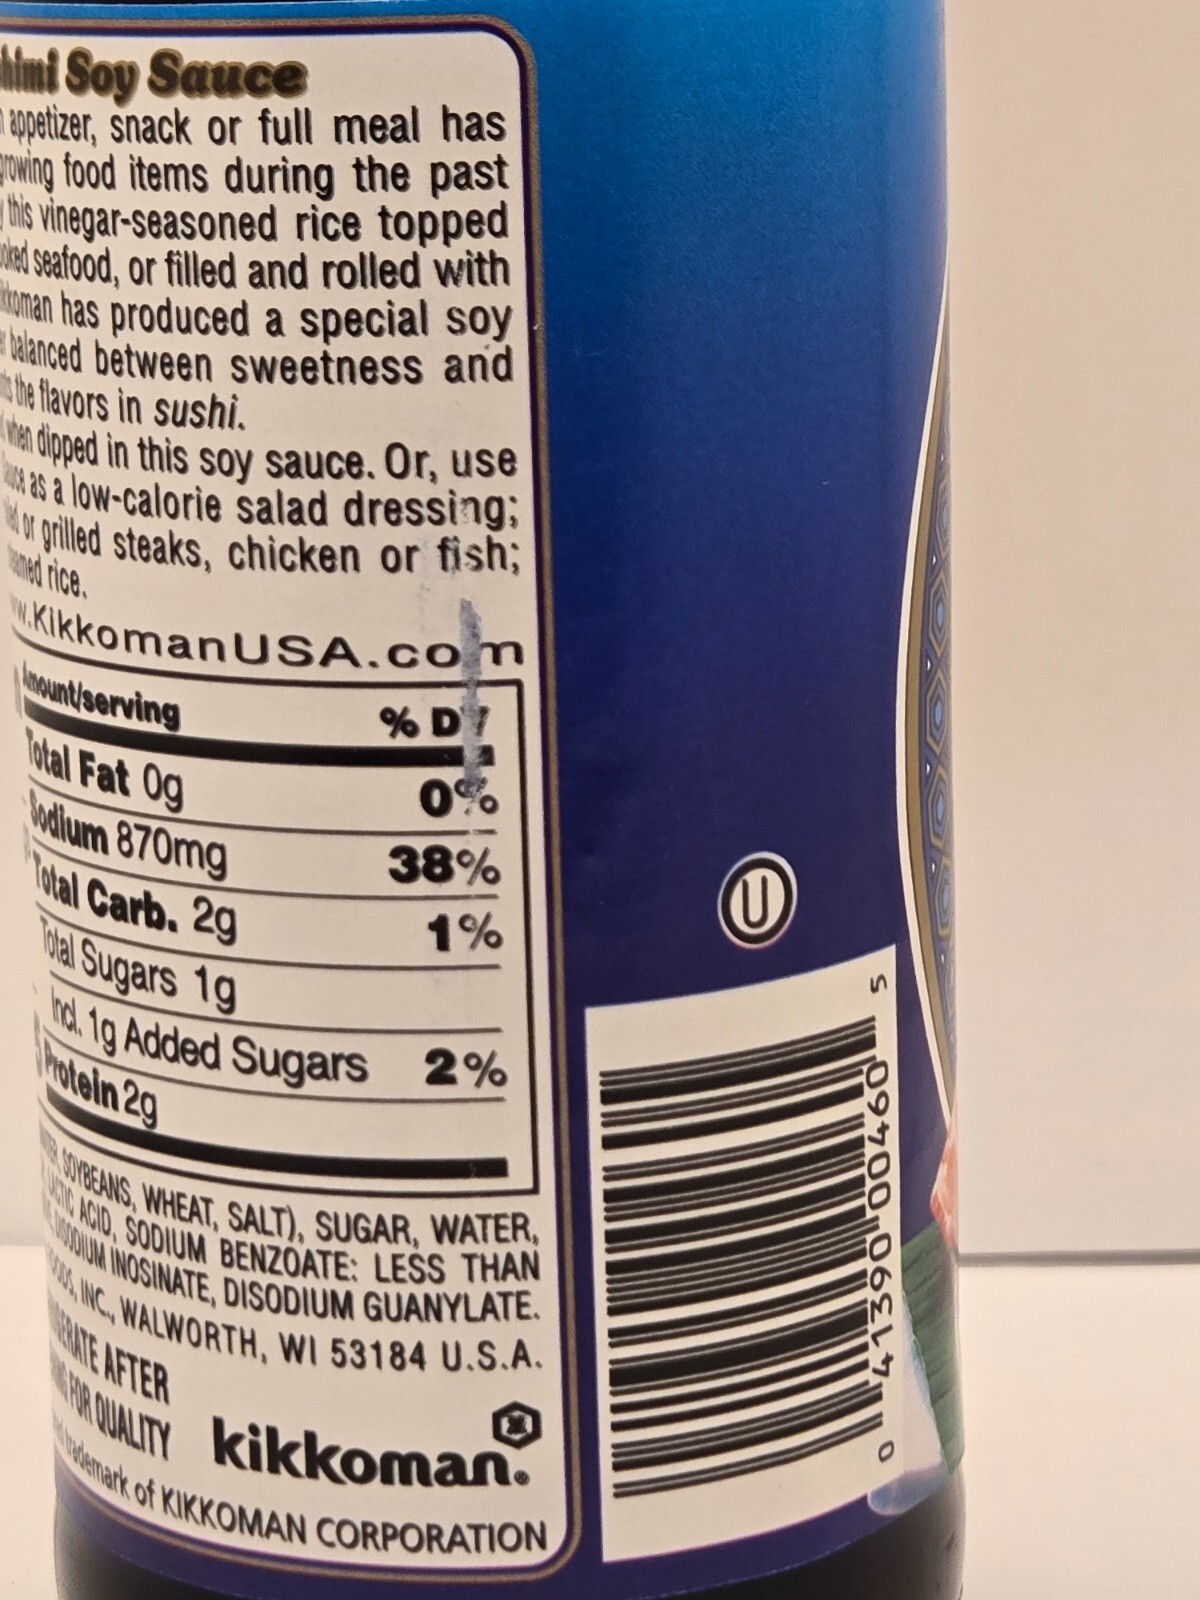 Soy Sauce
appetizer, snack or full meal has
growing food items during the past
this vinegar-seasoned rice topped
seafood, or filled and rolled with
has produced a special soy
balanced between sweetness and
the flavors in sushi.
when dipped in this soy sauce. Or, use
as a low-calorie salad dressing;
or grilled steaks, chicken or fish;
rice.
KikkomanUSA.com
Amount/serving % DV
Total Fat 0g 0%
Sodium 870mg 38%
Total Carb. 2g 1%
Total Sugars 1g
Incl. 1g Added Sugars 2%
Protein 2g
SOYBEANS, WHEAT, SALT), SUGAR, WATER,
LACTIC ACID, SODIUM BENZOATE: LESS THAN
DISODIUM INOSINATE, DISODIUM GUANYLATE.
INC., WALWORTH, WI 53184 U.S.A.
AFTER
FOR QUALITY
kikkoman®
trademark of KIKKOMAN CORPORATION
U
0 41390 00460 5